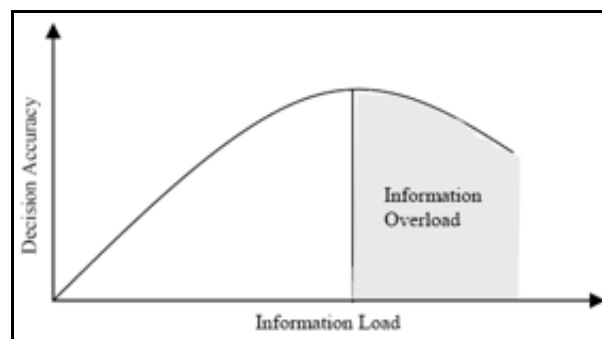 Decision Accuracy
Information
Overload
Information Load